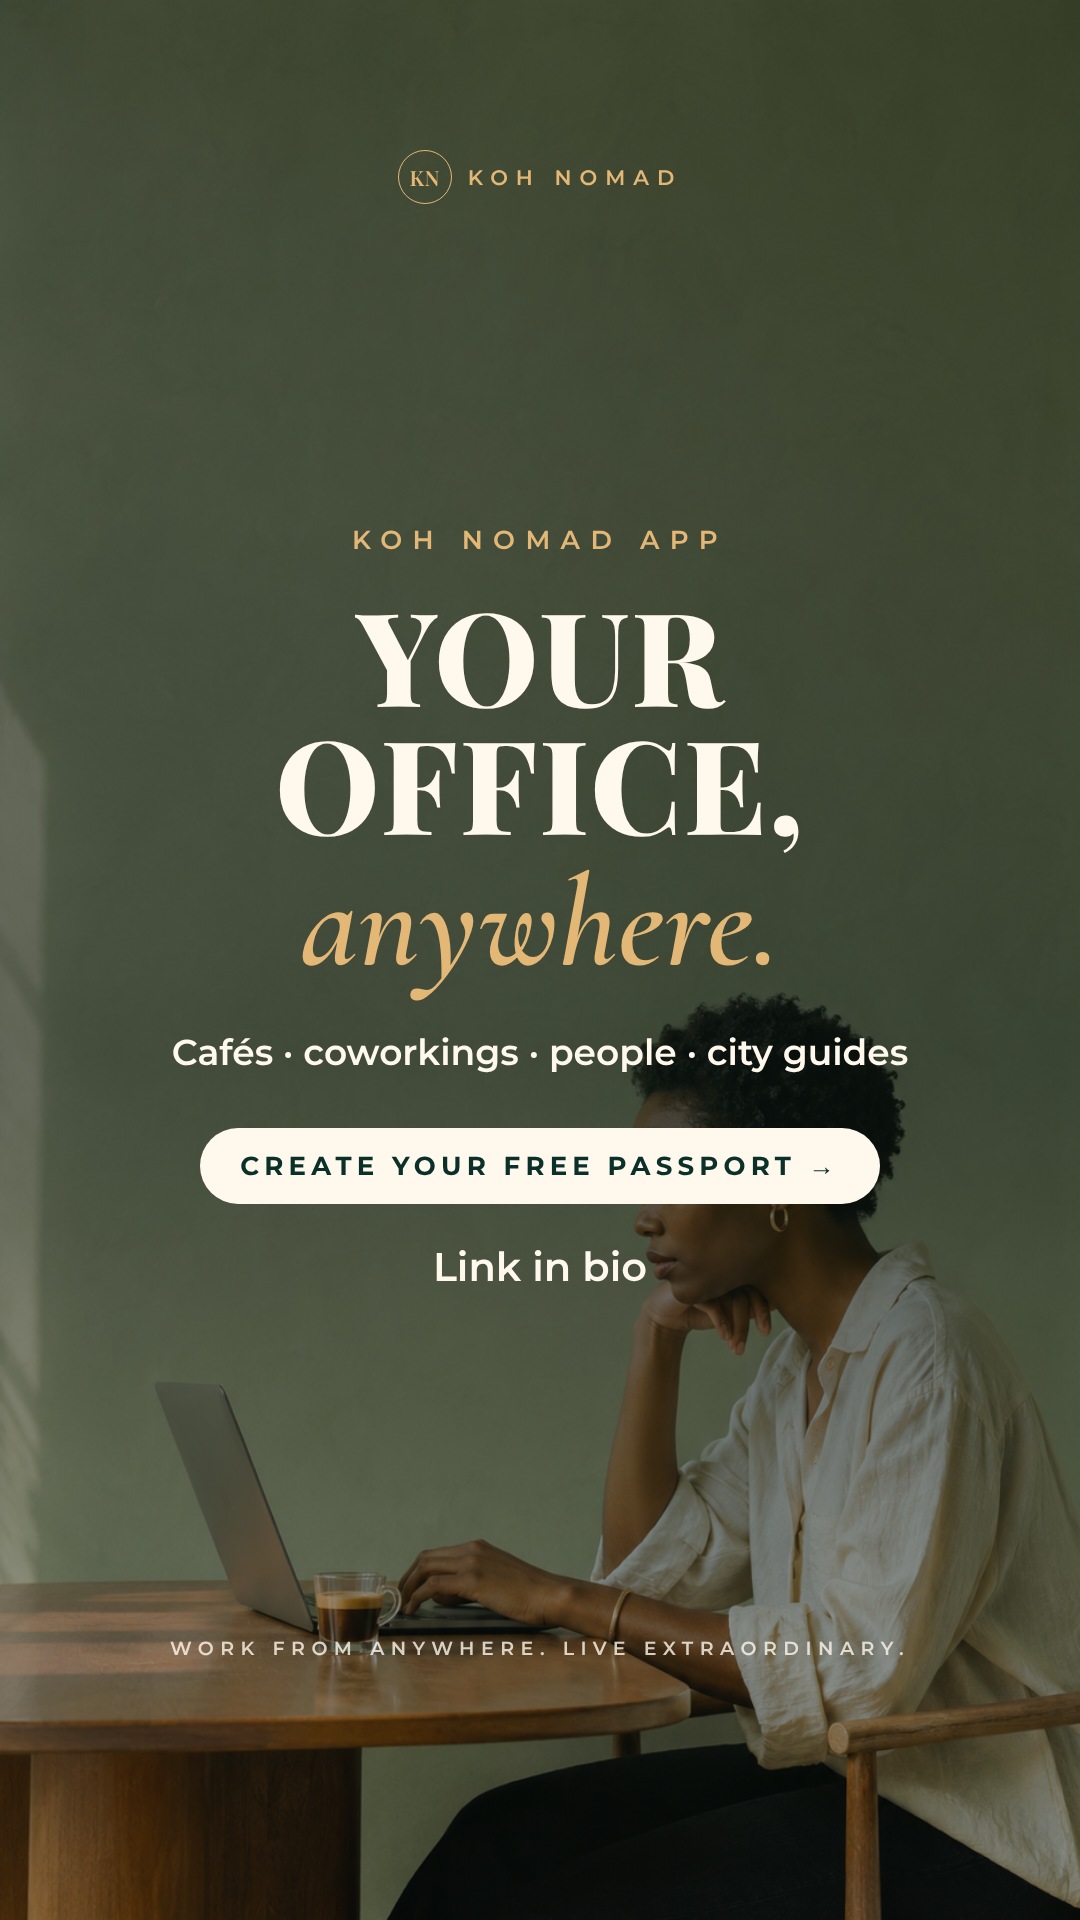 KN KOH NOMAD
KOH NOMAD APP
YOUR
OFFICE,
anywhere.
Cafés · coworkings · people · city guides
CREATE YOUR FREE PASSPORT →
Link in bio
WORK FROM ANYWHERE. LIVE EXTRAORDINARY.